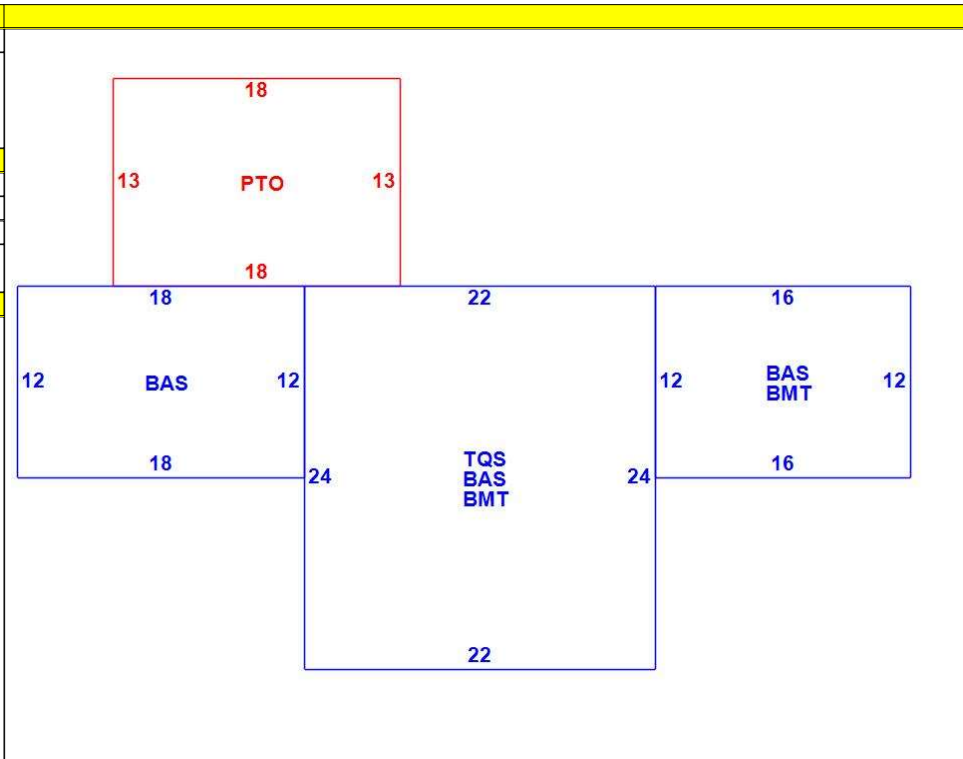 18
13 PTO 13
18
18 22 16
12 BAS 12 12 BAS 12
BMT
18 16
24 TQS 24
BAS
BMT
22